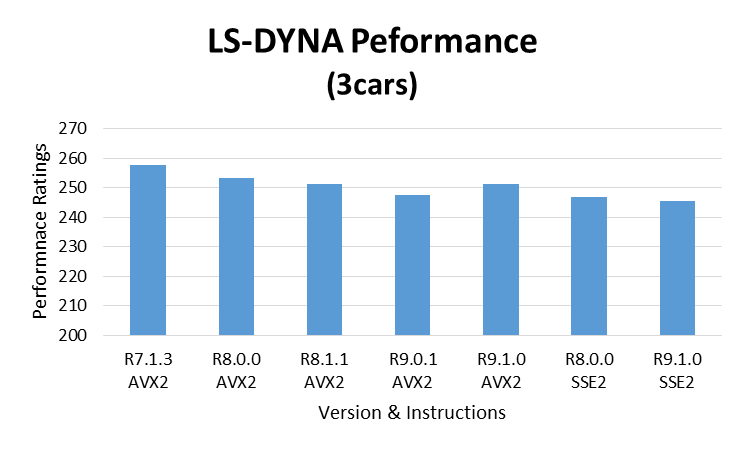 LS-DYNA Peformance
(3cars)
270
260
250
240
230
220
210
200
Performnace Ratings
R7.1.3 R8.0.0 R8.1.1 R9.0.1 R9.1.0 R8.0.0 R9.1.0
AVX2 AVX2 AVX2 AVX2 AVX2 SSE2 SSE2
Version & Instructions